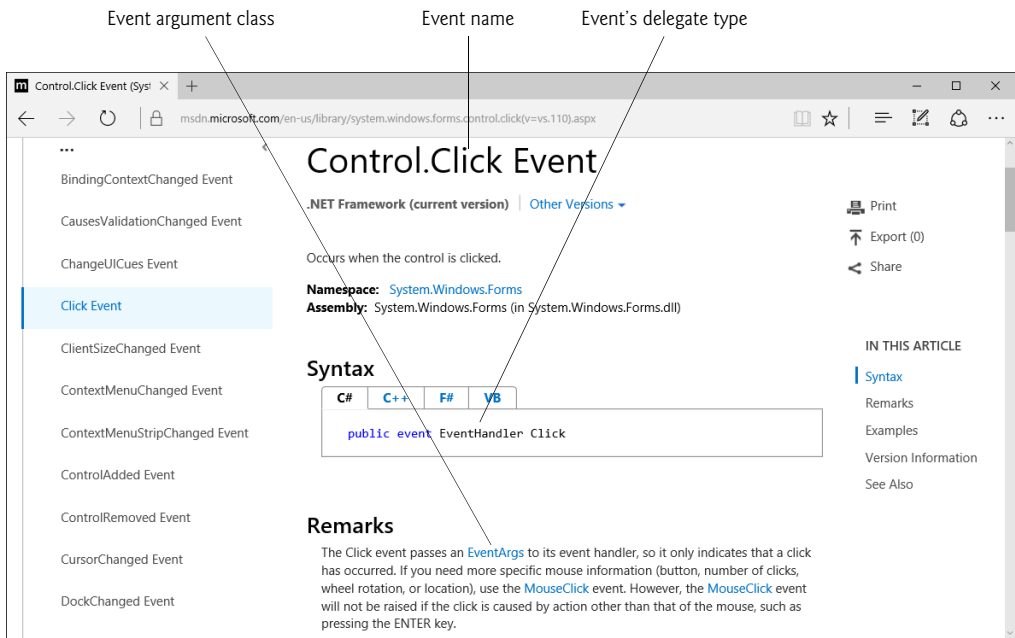 Event argument class Event name Event's delegate type
m Control.Click Event (Syst
msdn.microsoft.com/en-us/library/system.windows.forms.control.click(v=vs.110).aspx
BindingContextChanged Event
CausesValidationChanged Event
ChangeUICues Event
Click Event
ClientSizeChanged Event
ContextMenuChanged Event
ContextMenuStripChanged Event
ControlAdded Event
ControlRemoved Event
CursorChanged Event
DockChanged Event
Control.Click Event
.NET Framework (current version) Other Versions
Occurs when the control is clicked.
Namespace: System.Windows.Forms
Assembly: System.Windows.Forms (in System.Windows.Forms.dll)
Syntax
C# C++ F# VB
public event EventHandler Click
Remarks
The Click event passes an EventArgs to its event handler, so it only indicates that a click
has occurred. If you need more specific mouse information (button, number of clicks,
wheel rotation, or location), use the MouseClick event. However, the MouseClick event
will not be raised if the click is caused by action other than that of the mouse, such as
pressing the ENTER key.
Print
Export (0)
Share
IN THIS ARTICLE
Syntax
Remarks
Examples
Version Information
See Also